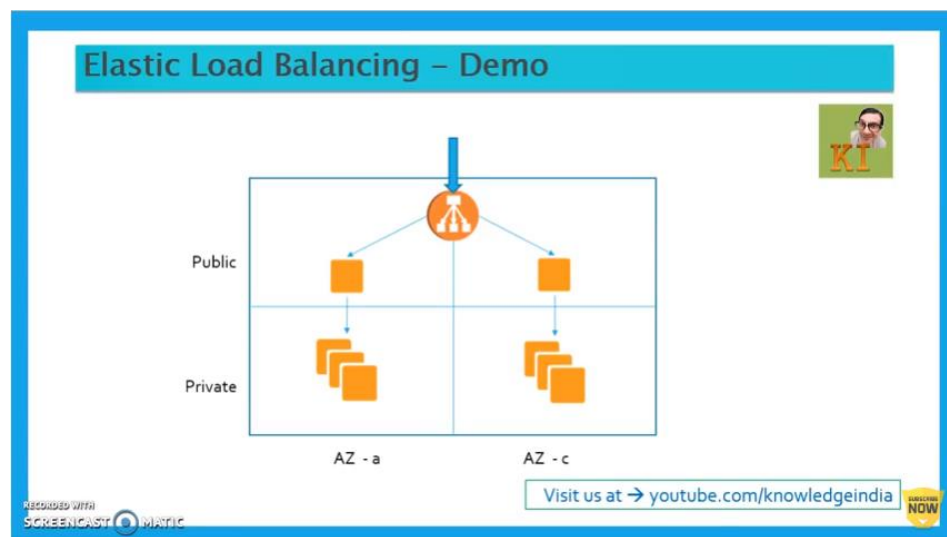 Elastic Load Balancing – Demo
KI
Public
Private
AZ - a
AZ - c
Visit us at → youtube.com/knowledgeindia
SUBSCRIBE
NOW
RECORDED WITH
SCREENCAST MATIC